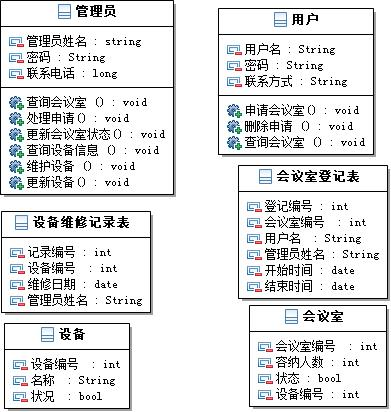 管理员
管理员姓名 : string
密码 : String
联系电话 : long
查询会议室 () : void
处理申请() : void
更新会议室状态() : void
查询设备信息 () : void
维护设备 () : void
更新设备() : void
用户
用户名 : String
密码 : String
联系方式 : String
申请会议室() : void
删除申请 () : void
查询会议室 () : void
会议室登记表
登记编号 : int
会议室编号 : int
用户名 : String
管理员姓名 : String
开始时间 : date
结束时间 : date
设备维修记录表
记录编号 : int
设备编号 : int
维修日期 : date
管理员姓名 : String
设备
设备编号 : int
名称 : String
状况 : bool
会议室
会议室编号 : int
容纳人数 : int
状态 : bool
设备编号 : int